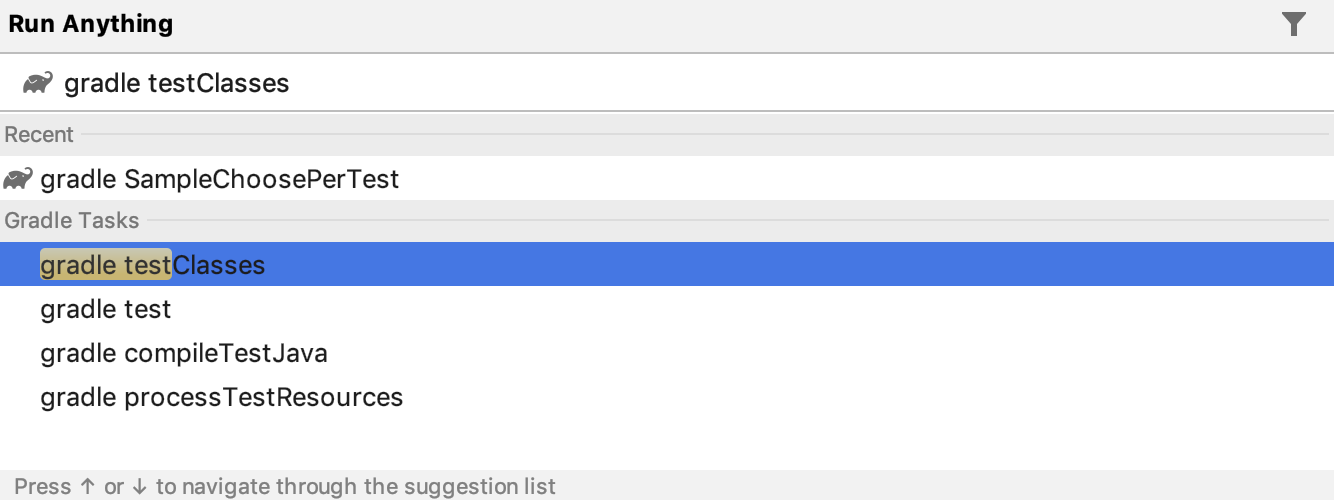 Run Anything
gradle testClasses
Recent
gradle SampleChoosePerTest
Gradle Tasks
gradle testClasses
gradle test
gradle compileTestJava
gradle processTestResources
Press ↑ or ↓ to navigate through the suggestion list